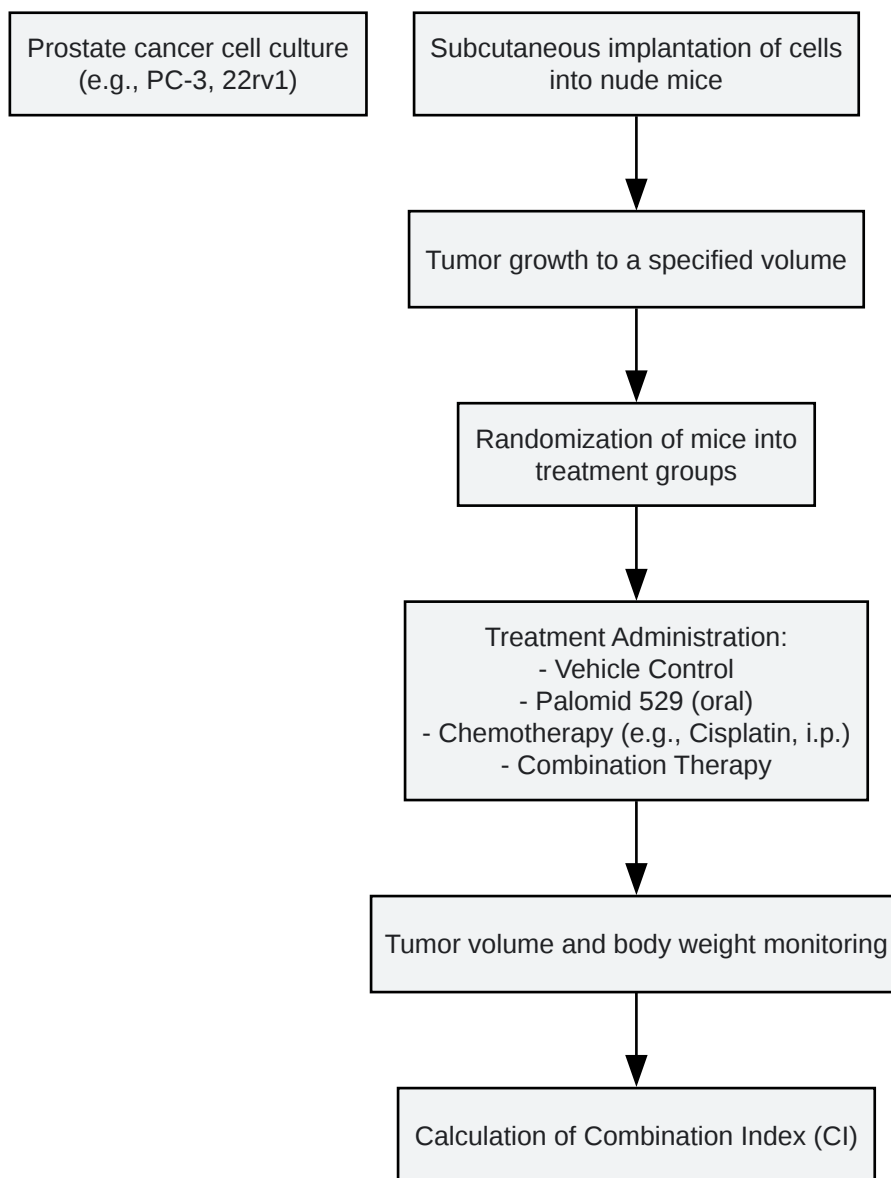 Prostate cancer cell culture
(e.g., PC-3, 22rv1)
Subcutaneous implantation of cells
into nude mice
Tumor growth to a specified volume
Randomization of mice into
treatment groups
Treatment Administration:
- Vehicle Control
- Palomid 529 (oral)
- Chemotherapy (e.g., Cisplatin, i.p.)
- Combination Therapy
Tumor volume and body weight monitoring
Calculation of Combination Index (CI)